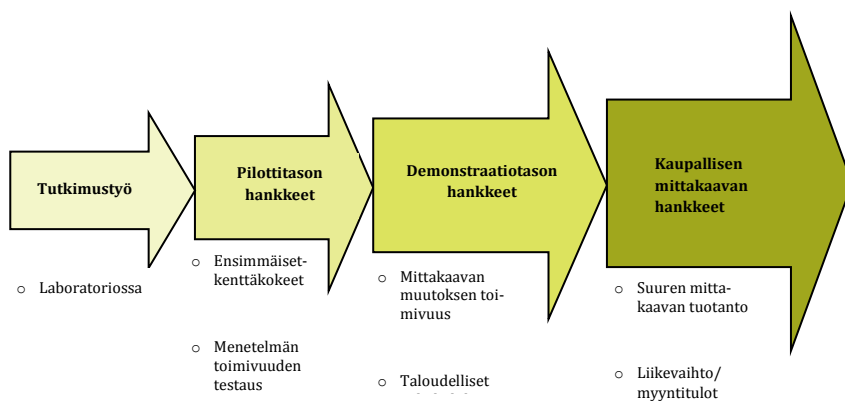 Tutkimustyö
Pilottitason
hankkeet
Demonstraatiotason
hankkeet
Kaupallisen
mittakaavan
hankkeet
o Laboratoriossa
o Ensimmäiset-
kenttäkokeet
o Menetelmän
toimivuuden
testaus
o Mittakaavan
muutoksen toi-
mivuus
o Taloudelliset
o Suuren mitta-
kaavan tuotanto
o Liikevaihto/
myyntitulot